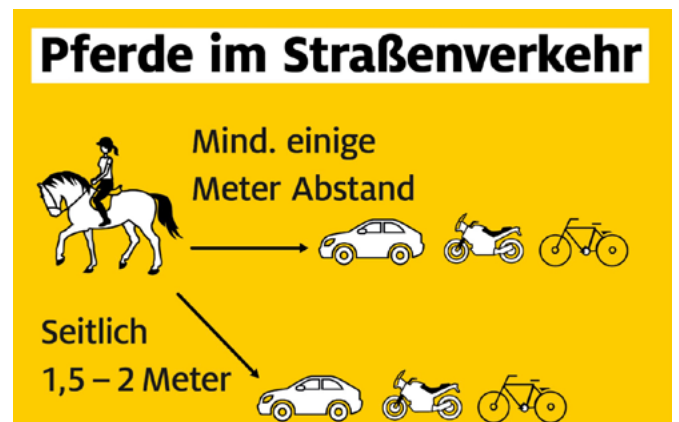 Pferde im Straßenverkehr
Mind. einige
Meter Abstand
Seitlich
1,5 – 2 Meter